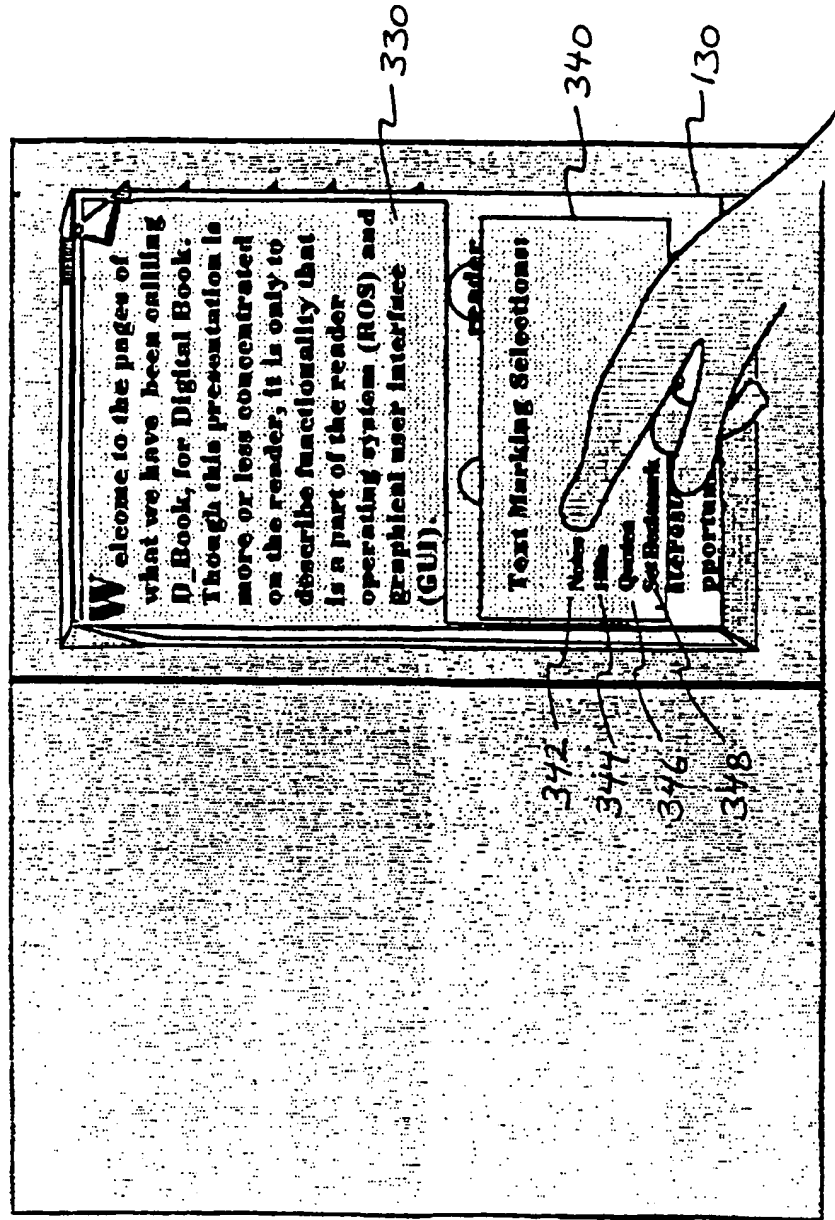 Welcome to the pages of
what we have been callling
D_Book, for Digital Book.
Though this presentation is
more or less concentrated
on the reader, it is only to
describe functionality that
is a part of the reader
operating system (ROS) and
graphical user interface
(GUI).
reader
Text Marking Selections:
Notes
Quotes
Set Bookmark
pportun
330
340
130
342
344
346
348